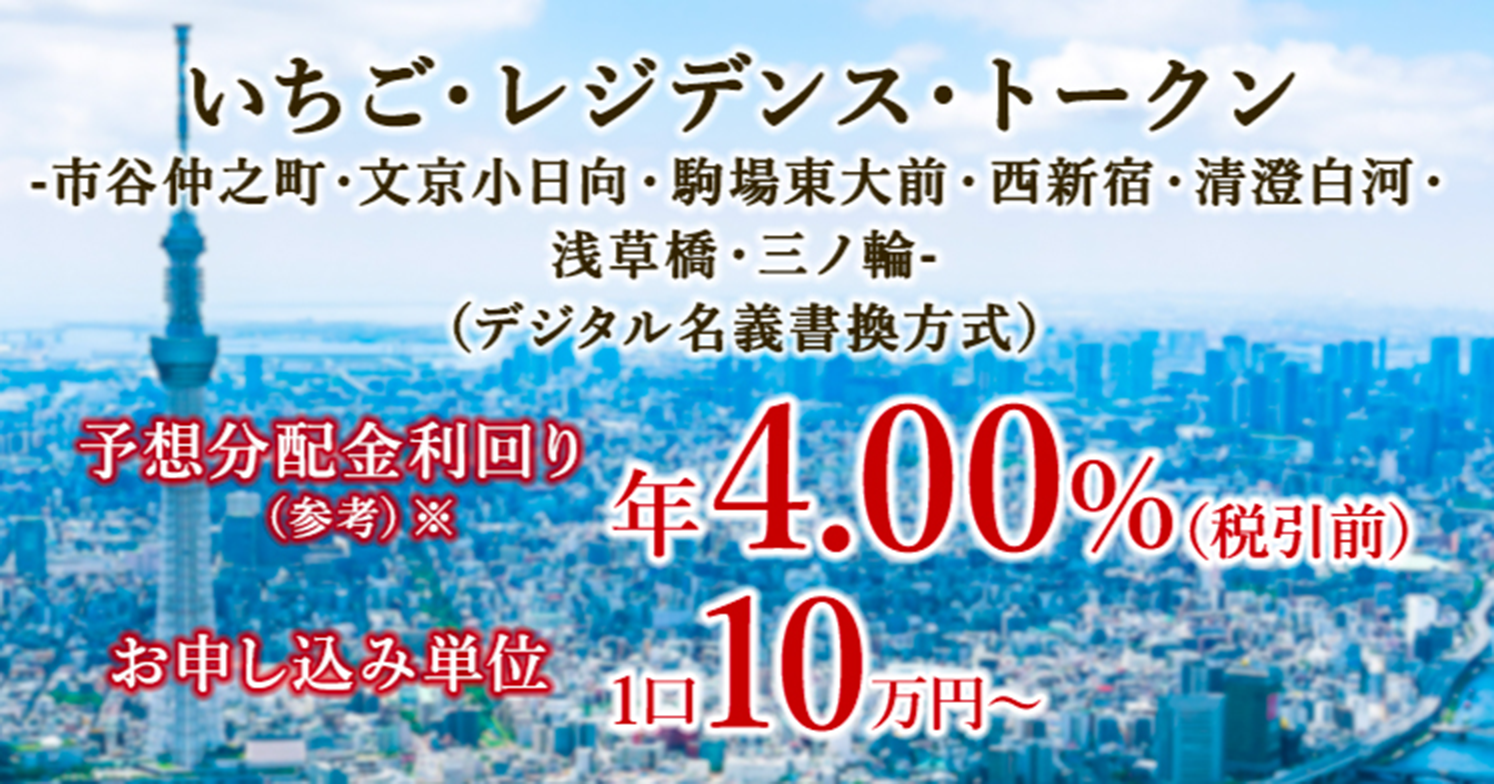 いちご・レジデンス・トークン
-市谷仲之町・文京小日向・駒場東大前・西新宿・清澄白河・
浅草橋・三ノ輪-
（デジタル名義書換方式）
予想分配金利回り
（参考）※
年4.00%（税引前）
お申し込み単位
1口10万円～